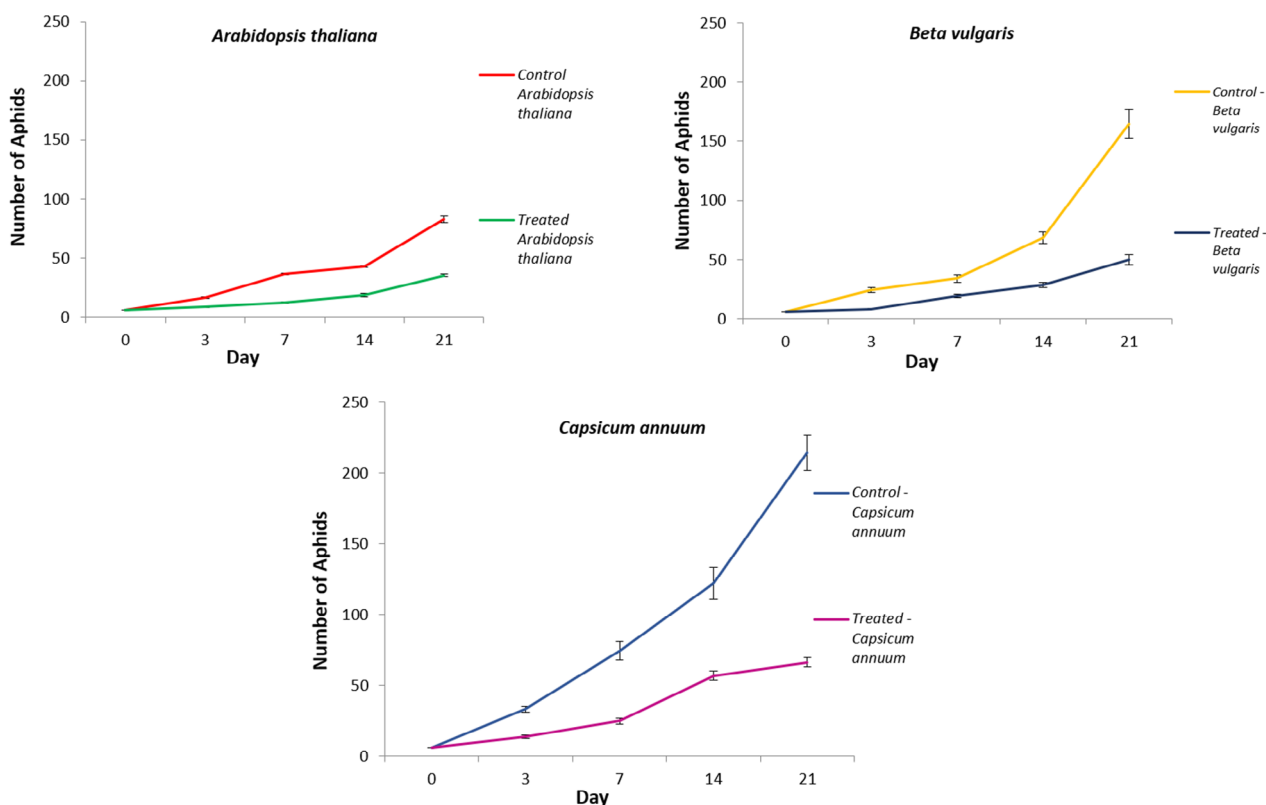 Arabidopsis thaliana
Number of Aphids
250
200
150
100
50
0
0 3 7 14 21
Day
Control
Arabidopsis
thaliana
Treated
Arabidopsis
thaliana
Beta vulgaris
Number of Aphids
250
200
150
100
50
0
0 3 7 14 21
Day
Control -
Beta
vulgaris
Treated -
Beta
vulgaris
Capsicum annuum
Number of Aphids
250
200
150
100
50
0
0 3 7 14 21
Day
Control -
Capsicum
annuum
Treated -
Capsicum
annuum